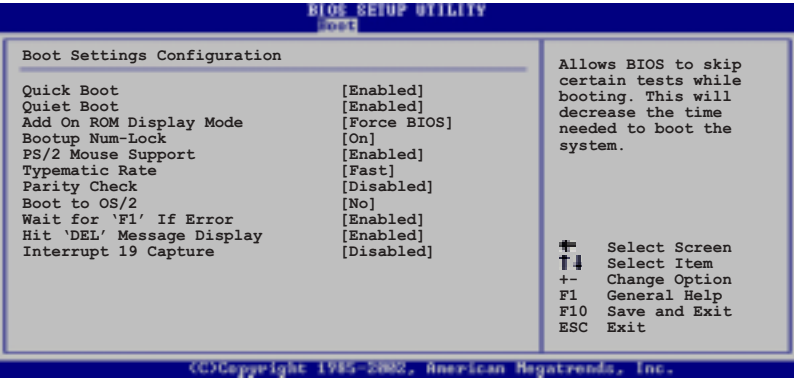 BIOS SETUP UTILITY
Boot
Boot Settings Configuration
Quick Boot [Enabled]
Quiet Boot [Enabled]
Add On ROM Display Mode [Force BIOS]
Bootup Num-Lock [On]
PS/2 Mouse Support [Enabled]
Typematic Rate [Fast]
Parity Check [Disabled]
Boot to OS/2 [No]
Wait for ‘F1’ If Error [Enabled]
Hit ‘DEL’ Message Display [Enabled]
Interrupt 19 Capture [Disabled]
Allows BIOS to skip
certain tests while
booting. This will
decrease the time
needed to boot the
system.
Select Screen
↑↓ Select Item
+- Change Option
F1 General Help
F10 Save and Exit
ESC Exit
(C)Copyright 1985-2002, American Megatrends, Inc.